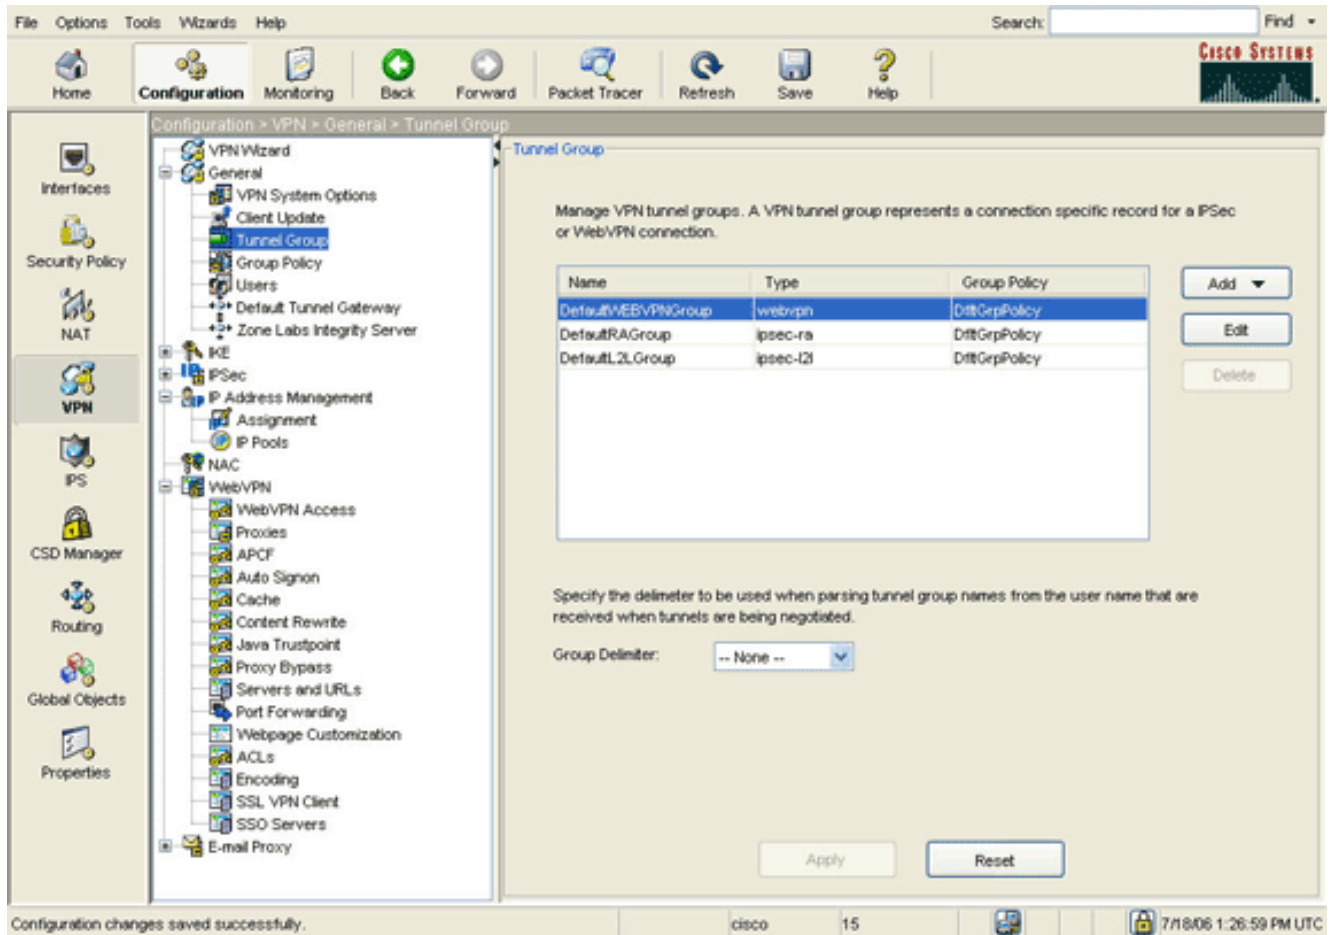 File Options Tools Wizards Help Search: Find
Home Configuration Monitoring Back Forward Packet Tracer Refresh Save Help
CISCO SYSTEMS
Configuration > VPN > General > Tunnel Group
Interfaces
Security Policy
NAT
VPN
IPS
CSD Manager
Routing
Global Objects
Properties
VPN Wizard
General
VPN System Options
Client Update
Tunnel Group
Group Policy
Users
Default Tunnel Gateway
Zone Labs Integrity Server
IKE
IPSec
IP Address Management
Assignment
IP Pools
NAC
WebVPN
WebVPN Access
Proxies
APCF
Auto Signon
Cache
Content Rewrite
Java Trustpoint
Proxy Bypass
Servers and URLs
Port Forwarding
Webpage Customization
ACLs
Encoding
SSL VPN Client
SSO Servers
E-mail Proxy
Tunnel Group
Manage VPN tunnel groups. A VPN tunnel group represents a connection specific record for a IPSec
or WebVPN connection.
Name Type Group Policy
DefaultWEBVPNGroup webvpn DfltGrpPolicy
DefaultRAGroup ipsec-ra DfltGrpPolicy
DefaultL2LGroup ipsec-l2l DfltGrpPolicy
Add
Edit
Delete
Specify the delimeter to be used when parsing tunnel group names from the user name that are
received when tunnels are being negotiated.
Group Delimiter: -- None --
Apply Reset
Configuration changes saved successfully. cisco 15 7/18/06 1:26:59 PM UTC